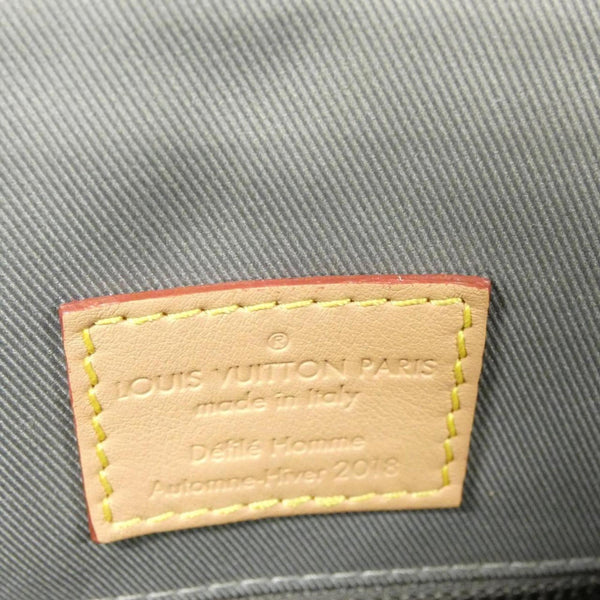 ®
LOUIS VUITTON PARIS
made in Italy
Défilé Homme
Automne-Hiver 2018